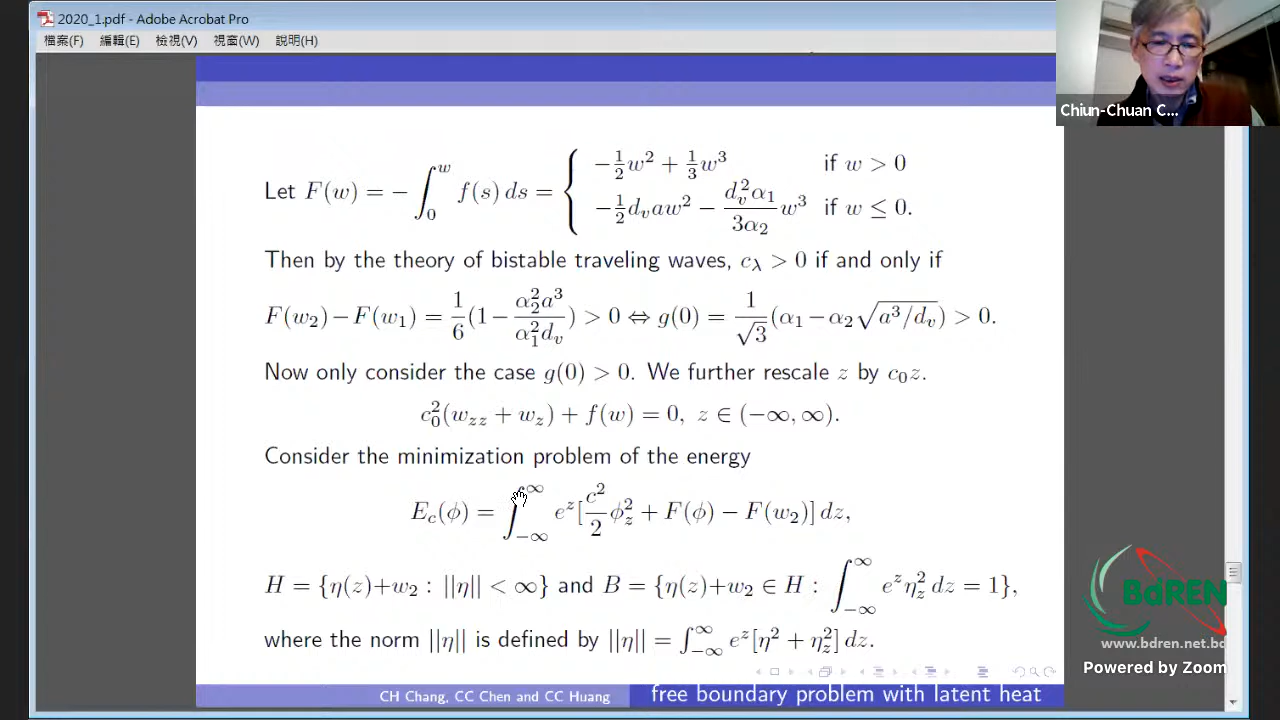 2020_1.pdf - Adobe Acrobat Pro
檔案(F) 編輯(E) 檢視(V) 視窗(W) 說明(H)
Chiun-Chuan C...
Let F(w) = −∫_0^w f(s) ds = { −½w² + ⅓w³ if w > 0
−½d_v aw² − (d_v²α₁)/(3α₂) w³ if w ≤ 0.
Then by the theory of bistable traveling waves, c_λ > 0 if and only if
F(w₂)−F(w₁) = 1/6(1−(α₂²a³)/(α₁²d_v)) > 0 ⇔ g(0) = 1/√3(α₁−α₂√(a³/d_v)) > 0.
Now only consider the case g(0) > 0. We further rescale z by c₀z.
c₀²(w_zz + w_z) + f(w) = 0, z ∈ (−∞, ∞).
Consider the minimization problem of the energy
E_c(ϕ) = ∫_{−∞}^{∞} e^z[c²/2 ϕ_z² + F(ϕ) − F(w₂)] dz,
H = {η(z)+w₂ : ||η|| < ∞} and B = {η(z)+w₂ ∈ H : ∫_{−∞}^{∞} e^z η_z² dz = 1},
where the norm ||η|| is defined by ||η|| = ∫_{−∞}^{∞} e^z[η² + η_z²] dz.
CH Chang, CC Chen and CC Huang free boundary problem with latent heat
BdREN
www.bdren.net.bd
Powered by Zoom